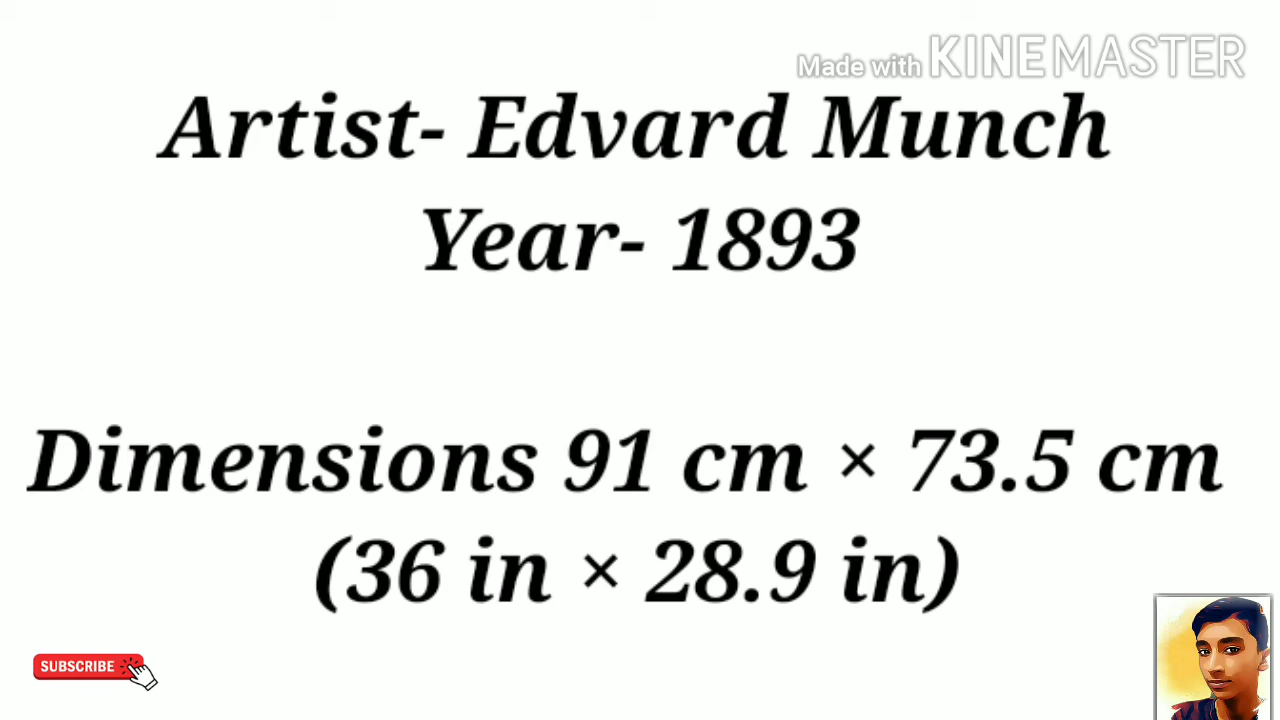 Made with KINEMASTER
Artist- Edvard Munch
Year- 1893
Dimensions 91 cm × 73.5 cm
(36 in × 28.9 in)
SUBSCRIBE